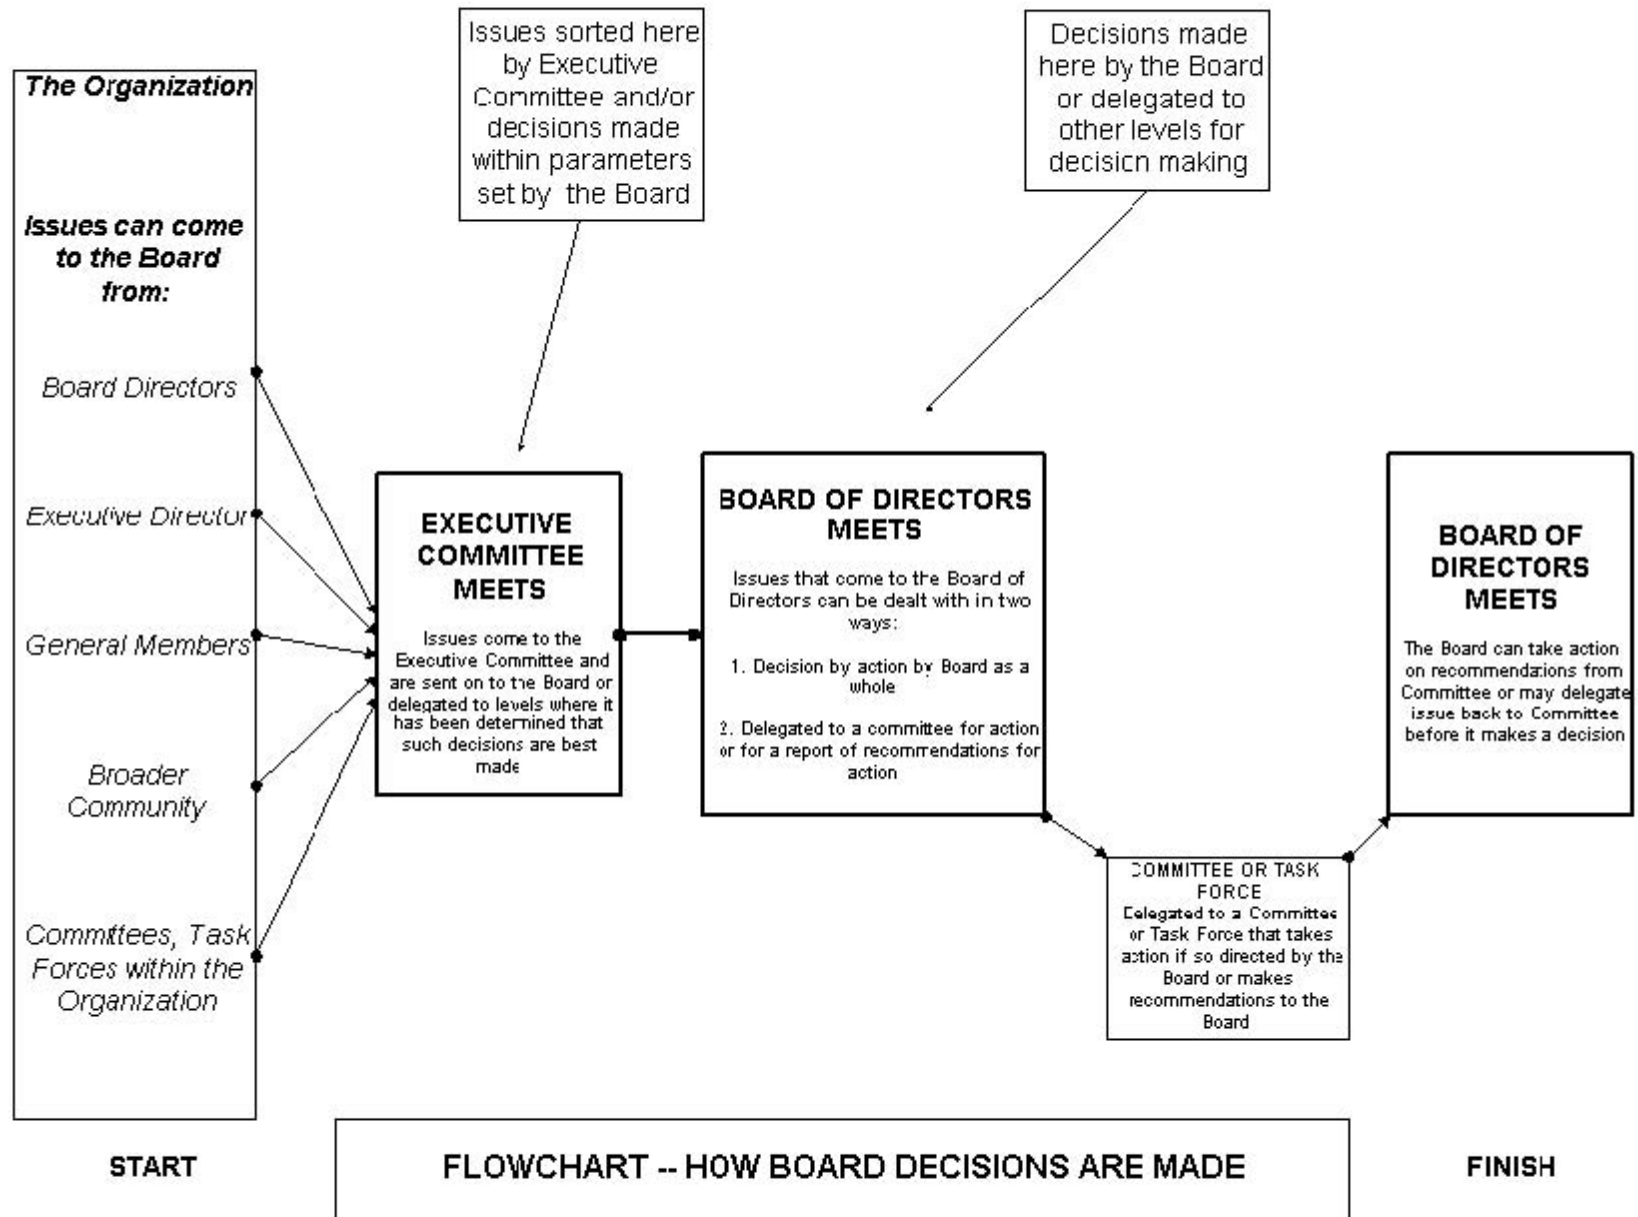 The Organization
Issues can come
to the Board
from:
Board Directors
Executive Director
General Members
Broader
Community
Committees, Task
Forces within the
Organization
Issues sorted here
by Executive
Committee and/or
decisions made
within parameters
set by the Board
Decisions made
here by the Board
or delegated to
other levels for
decision making
EXECUTIVE
COMMITTEE
MEETS
Issues come to the
Executive Committee and
are sent on to the Board or
delegated to levels where it
has been determined that
such decisions are best
made
BOARD OF DIRECTORS
MEETS
Issues that come to the Board of
Directors can be dealt with in two
ways:
1. Decision by action by Board as a
whole
2. Delegated to a committee for action
or for a report of recommendations for
action
COMMITTEE OR TASK
FORCE
Delegated to a Committee
or Task Force that takes
action if so directed by the
Board or makes
recommendations to the
Board
BOARD OF
DIRECTORS
MEETS
The Board can take action
on recommendations from
Committee or may delegate
issue back to Committee
before it makes a decision
START
FLOWCHART -- HOW BOARD DECISIONS ARE MADE
FINISH